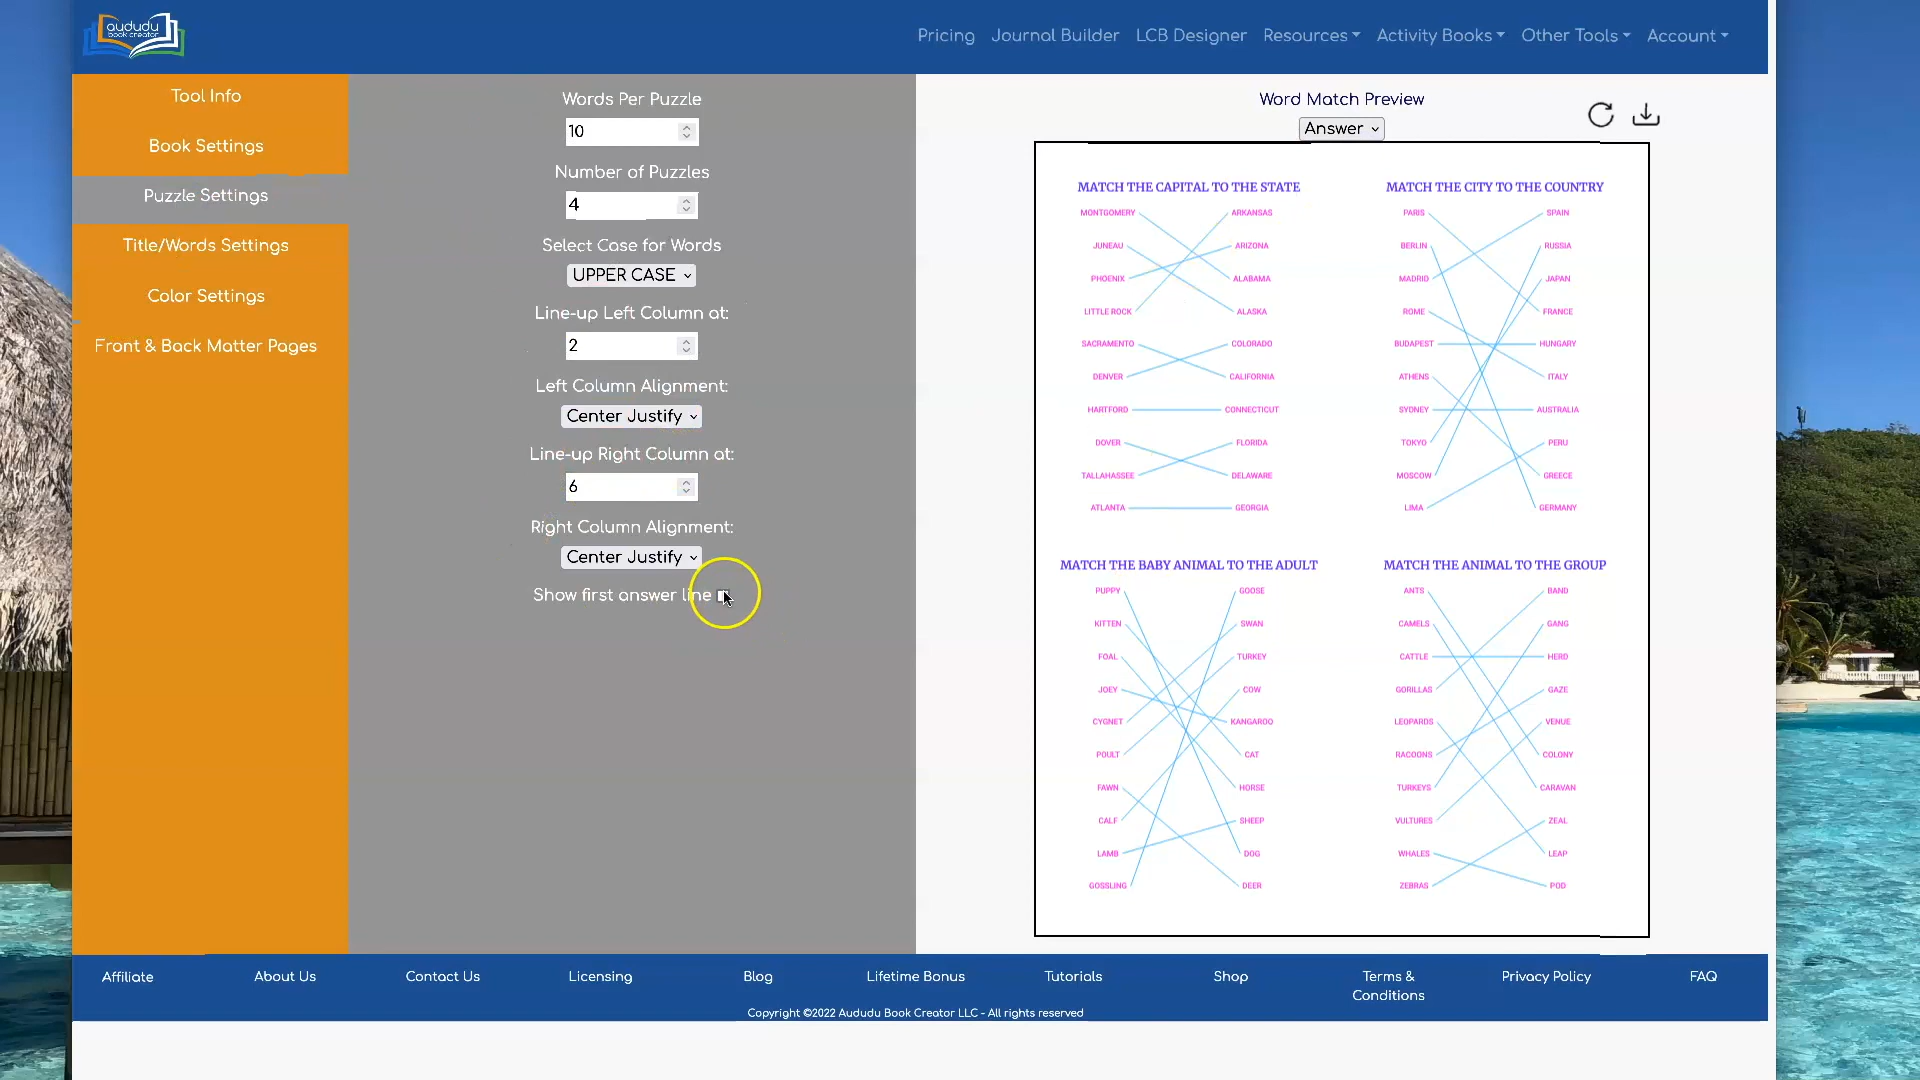 aududu
book creator
Pricing
Journal Builder
LCB Designer
Resources
Activity Books
Other Tools
Account
Tool Info
Book Settings
Puzzle Settings
Title/Words Settings
Color Settings
Front & Back Matter Pages
Words Per Puzzle
10
Number of Puzzles
4
Select Case for Words
UPPER CASE
Line-up Left Column at:
2
Left Column Alignment:
Center Justify
Line-up Right Column at:
6
Right Column Alignment:
Center Justify
Show first answer line
Word Match Preview
Answer
MATCH THE CAPITAL TO THE STATE
MONTGOMERY ARKANSAS
JUNEAU ARIZONA
PHOENIX ALABAMA
LITTLE ROCK ALASKA
SACRAMENTO COLORADO
DENVER CALIFORNIA
HARTFORD CONNECTICUT
DOVER FLORIDA
TALLAHASSEE DELAWARE
ATLANTA GEORGIA
MATCH THE CITY TO THE COUNTRY
PARIS SPAIN
BERLIN RUSSIA
MADRID JAPAN
ROME FRANCE
BUDAPEST HUNGARY
ATHENS ITALY
SYDNEY AUSTRALIA
TOKYO PERU
MOSCOW GREECE
LIMA GERMANY
MATCH THE BABY ANIMAL TO THE ADULT
PUPPY GOOSE
KITTEN SWAN
FOAL TURKEY
JOEY COW
CYGNET KANGAROO
POULT CAT
FAWN HORSE
CALF SHEEP
LAMB DOG
GOSSLING DEER
MATCH THE ANIMAL TO THE GROUP
ANTS BAND
CAMELS GANG
CATTLE HERD
GORILLAS GAZE
LEOPARDS VENUE
RACOONS COLONY
TURKEYS CARAVAN
VULTURES ZEAL
WHALES LEAP
ZEBRAS POD
Affiliate
About Us
Contact Us
Licensing
Blog
Lifetime Bonus
Tutorials
Shop
Terms &
Conditions
Privacy Policy
FAQ
Copyright ©2022 Aududu Book Creator LLC - All rights reserved